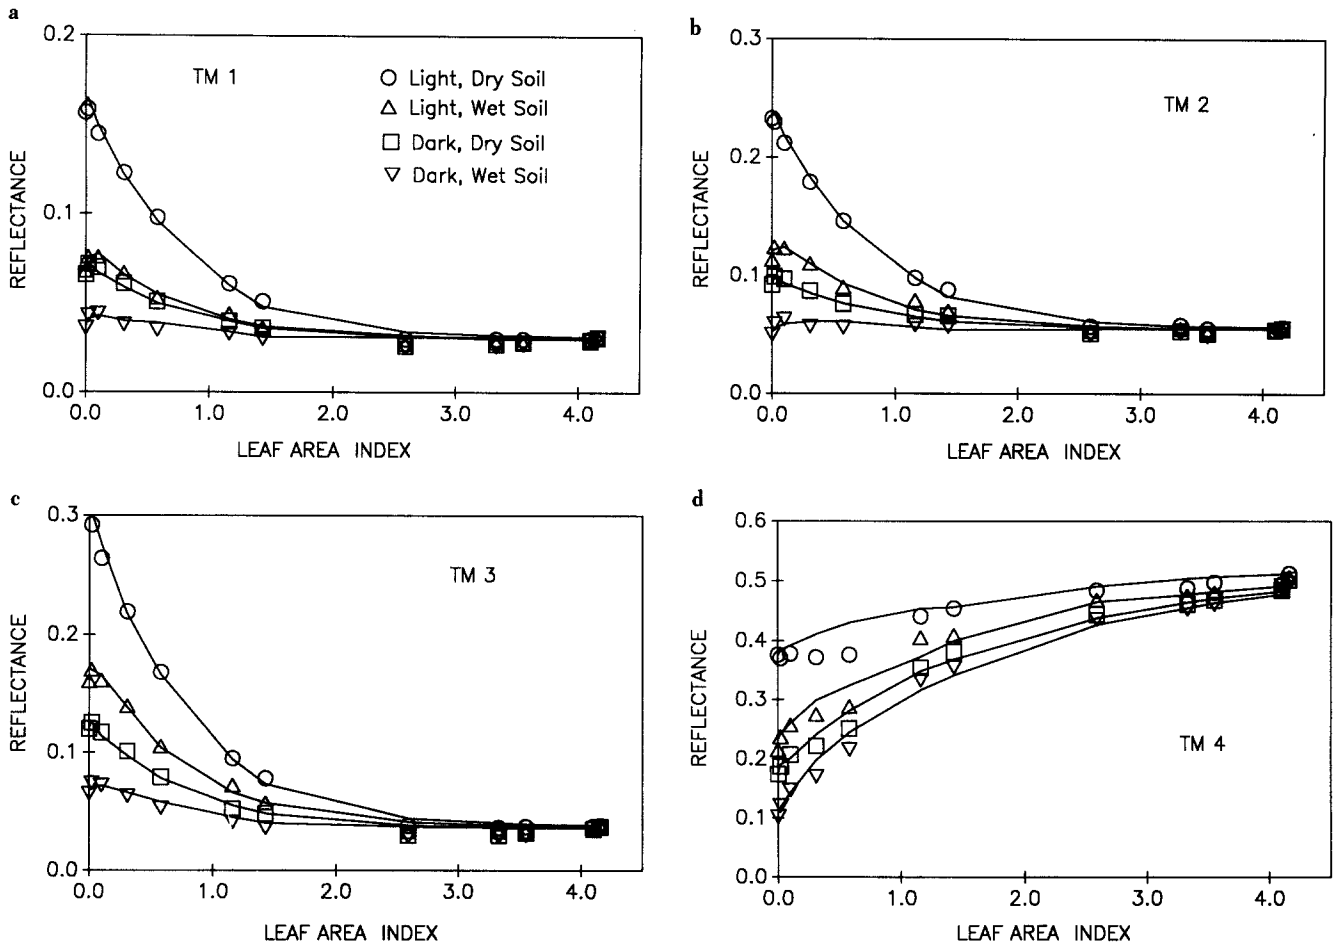 a
0.2
0.1
0.0
REFLECTANCE
TM 1
Light, Dry Soil
Light, Wet Soil
Dark, Dry Soil
Dark, Wet Soil
0.0 1.0 2.0 3.0 4.0
LEAF AREA INDEX
b
0.3
0.2
0.1
0.0
REFLECTANCE
TM 2
0.0 1.0 2.0 3.0 4.0
LEAF AREA INDEX
c
0.3
0.2
0.1
0.0
REFLECTANCE
TM 3
0.0 1.0 2.0 3.0 4.0
LEAF AREA INDEX
d
0.6
0.5
0.4
0.3
0.2
0.1
0.0
REFLECTANCE
TM 4
0.0 1.0 2.0 3.0 4.0
LEAF AREA INDEX